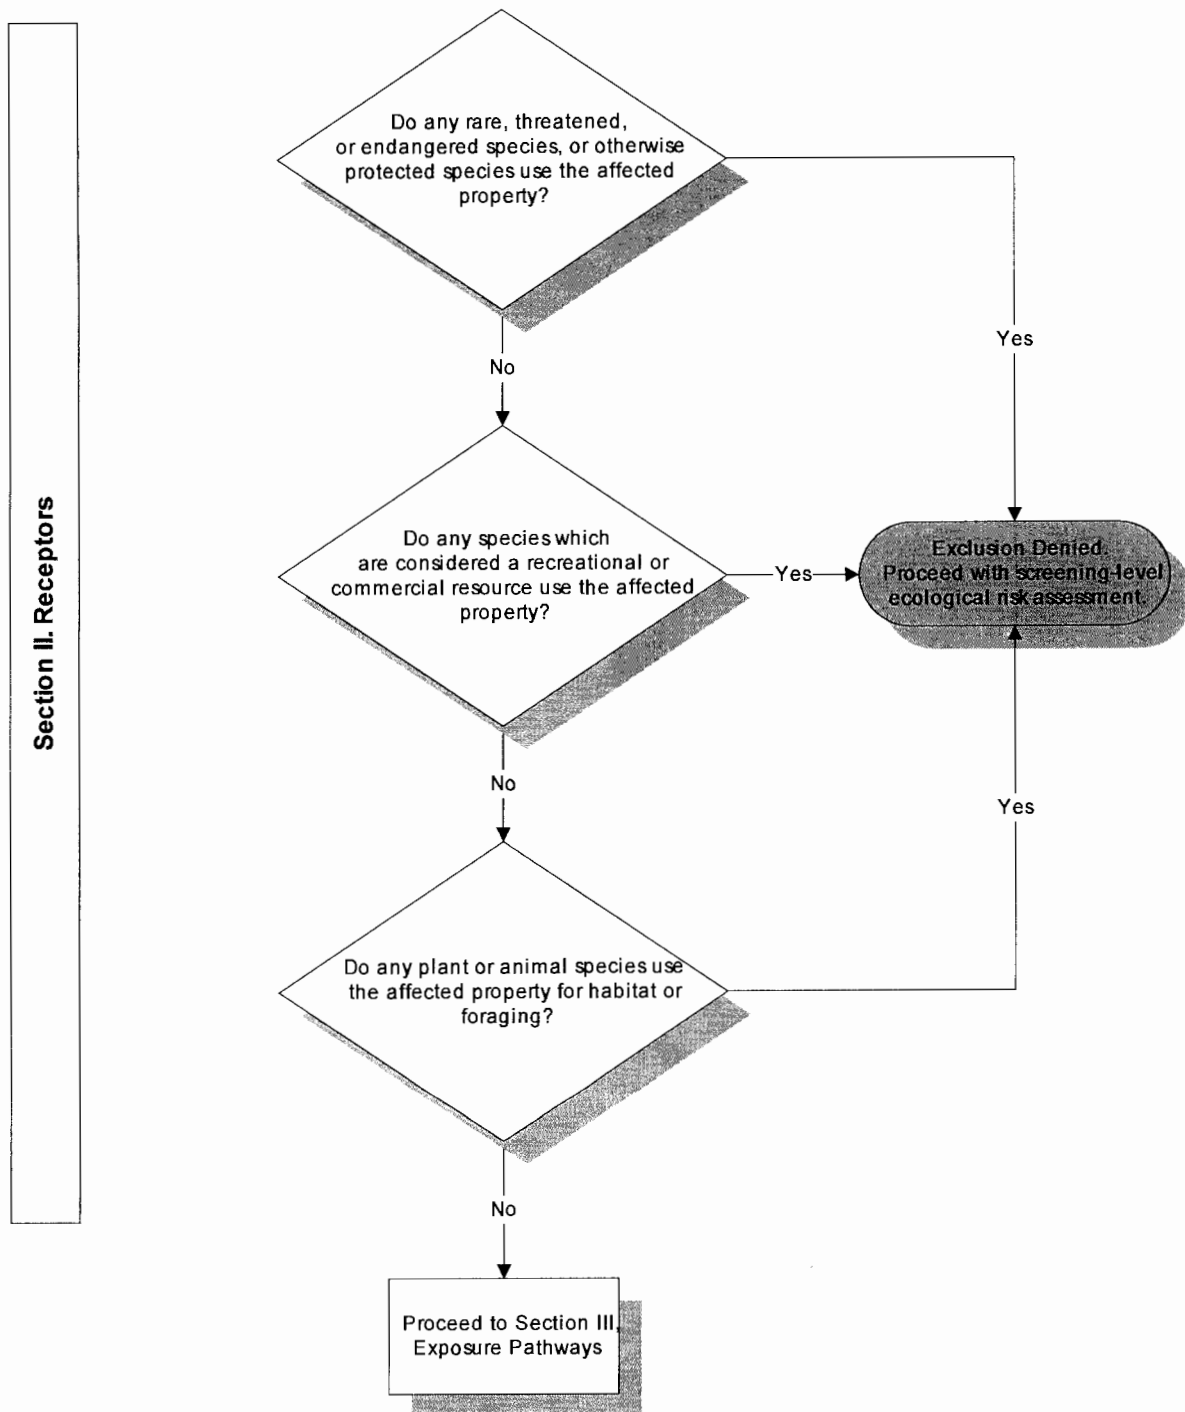 Section II. Receptors
Do any rare, threatened,
or endangered species, or otherwise
protected species use the affected
property?
Yes
No
Do any species which
are considered a recreational or
commercial resource use the affected
property?
Yes
Exclusion Denied.
Proceed with screening-level
ecological risk assessment.
No
Yes
Do any plant or animal species use
the affected property for habitat or
foraging?
No
Proceed to Section III,
Exposure Pathways